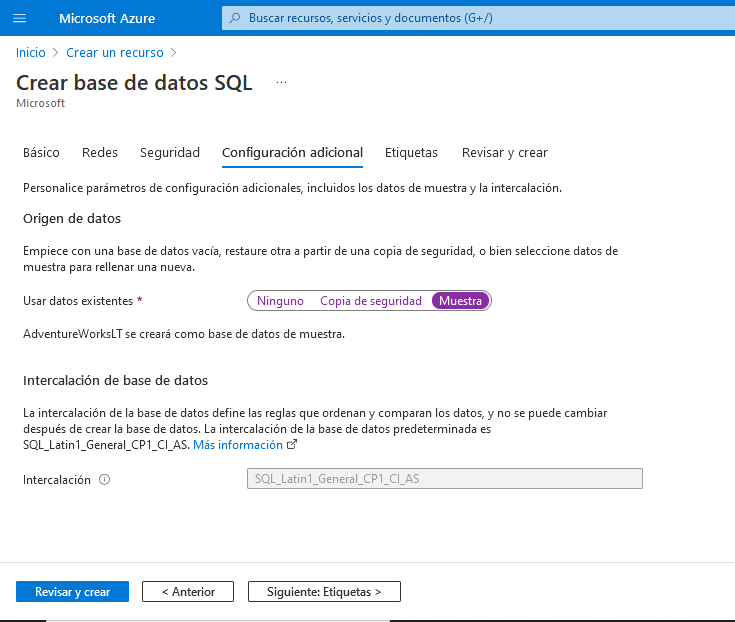 Microsoft Azure
Buscar recursos, servicios y documentos (G+/)
Inicio > Crear un recurso >
Crear base de datos SQL ...
Microsoft
Básico Redes Seguridad Configuración adicional Etiquetas Revisar y crear
Personalice parámetros de configuración adicionales, incluidos los datos de muestra y la intercalación.
Origen de datos
Empiece con una base de datos vacía, restaure otra a partir de una copia de seguridad, o bien seleccione datos de
muestra para rellenar una nueva.
Usar datos existentes * Ninguno Copia de seguridad Muestra
AdventureWorksLT se creará como base de datos de muestra.
Intercalación de base de datos
La intercalación de la base de datos define las reglas que ordenan y comparan los datos, y no se puede cambiar
después de crear la base de datos. La intercalación de la base de datos predeterminada es
SQL_Latin1_General_CP1_CI_AS. Más información
Intercalación SQL_Latin1_General_CP1_CI_AS
Revisar y crear < Anterior Siguiente: Etiquetas >